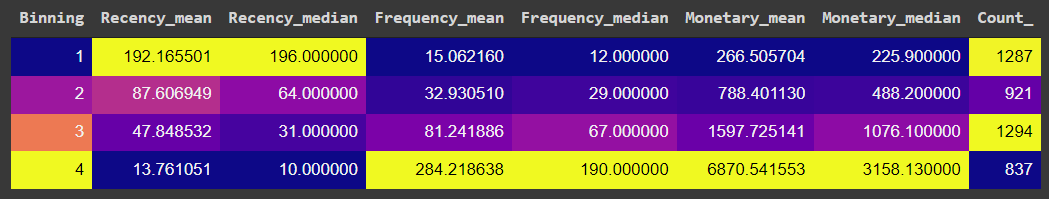 Binning Recency_mean Recency_median Frequency_mean Frequency_median Monetary_mean Monetary_median Count_
1 192.165501 196.000000 15.062160 12.000000 266.505704 225.900000 1287
2 87.606949 64.000000 32.930510 29.000000 788.401130 488.200000 921
3 47.848532 31.000000 81.241886 67.000000 1597.725141 1076.100000 1294
4 13.761051 10.000000 284.218638 190.000000 6870.541553 3158.130000 837